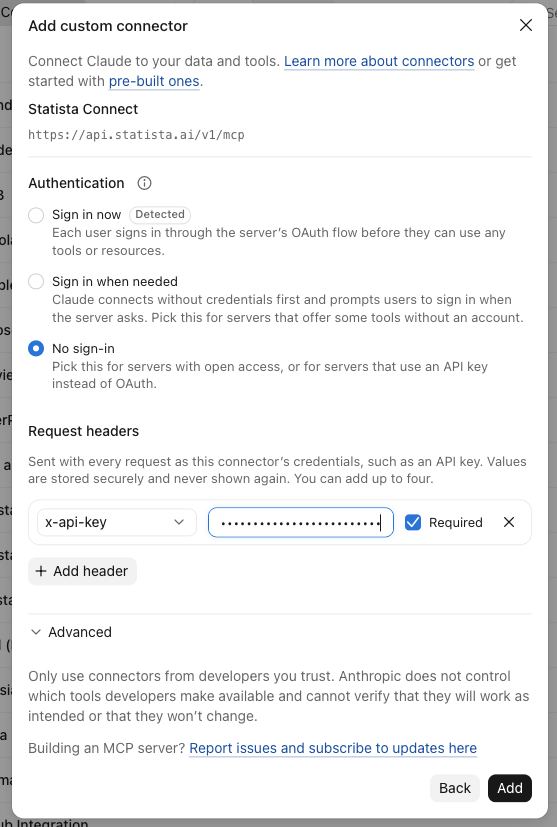 Add custom connector
Connect Claude to your data and tools. Learn more about connectors or get
started with pre-built ones.
Statista Connect
https://api.statista.ai/v1/mcp
Authentication
Sign in now Detected
Each user signs in through the server's OAuth flow before they can use any
tools or resources.
Sign in when needed
Claude connects without credentials first and prompts users to sign in when
the server asks. Pick this for servers that offer some tools without an account.
No sign-in
Pick this for servers with open access, or for servers that use an API key
instead of OAuth.
Request headers
Sent with every request as this connector's credentials, such as an API key. Values
are stored securely and never shown again. You can add up to four.
x-api-key •••••••••••••••••••••••••• Required
+ Add header
Advanced
Only use connectors from developers you trust. Anthropic does not control
which tools developers make available and cannot verify that they will work as
intended or that they won't change.
Building an MCP server? Report issues and subscribe to updates here
Back Add